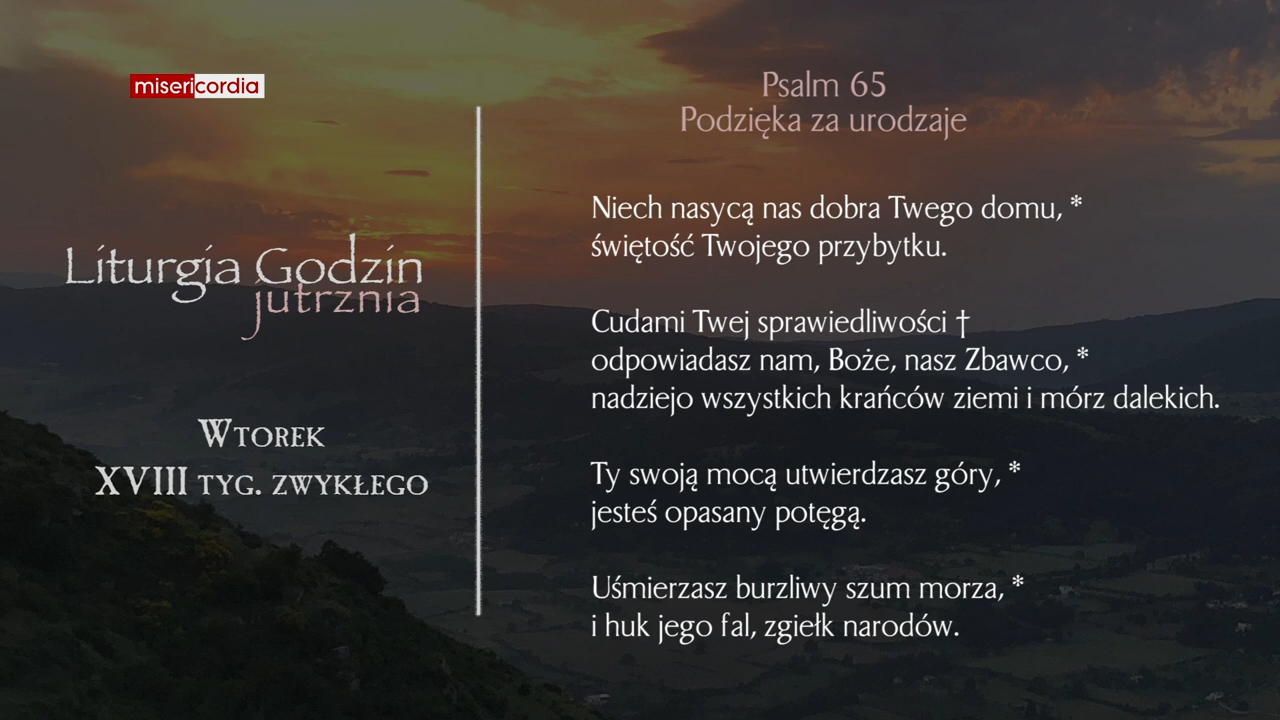 misericordia
Liturgia Godzin
jutrznia
Wtorek
XVIII tyg. zwykłego
Psalm 65
Podzięka za urodzaje
Niech nasycą nas dobra Twego domu, *
świętość Twojego przybytku.
Cudami Twej sprawiedliwości †
odpowiadasz nam, Boże, nasz Zbawco, *
nadziejo wszystkich krańców ziemi i mórz dalekich.
Ty swoją mocą utwierdzasz góry, *
jesteś opasany potęgą.
Uśmierzasz burzliwy szum morza, *
i huk jego fal, zgiełk narodów.